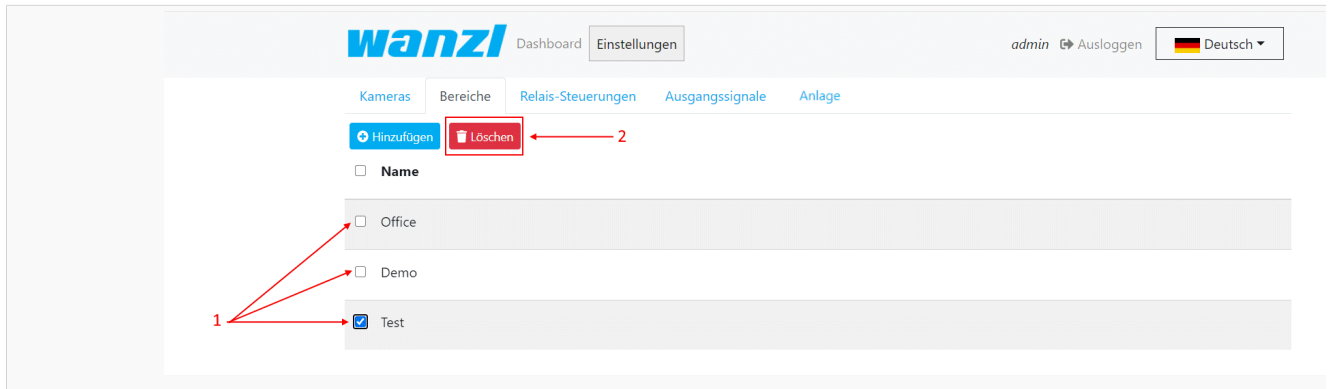 wanzl Dashboard Einstellungen admin Ausloggen Deutsch
Kameras Bereiche Relais-Steuerungen Ausgangssignale Anlage
Hinzufügen Löschen 2
Name
Office
Demo
1 Test